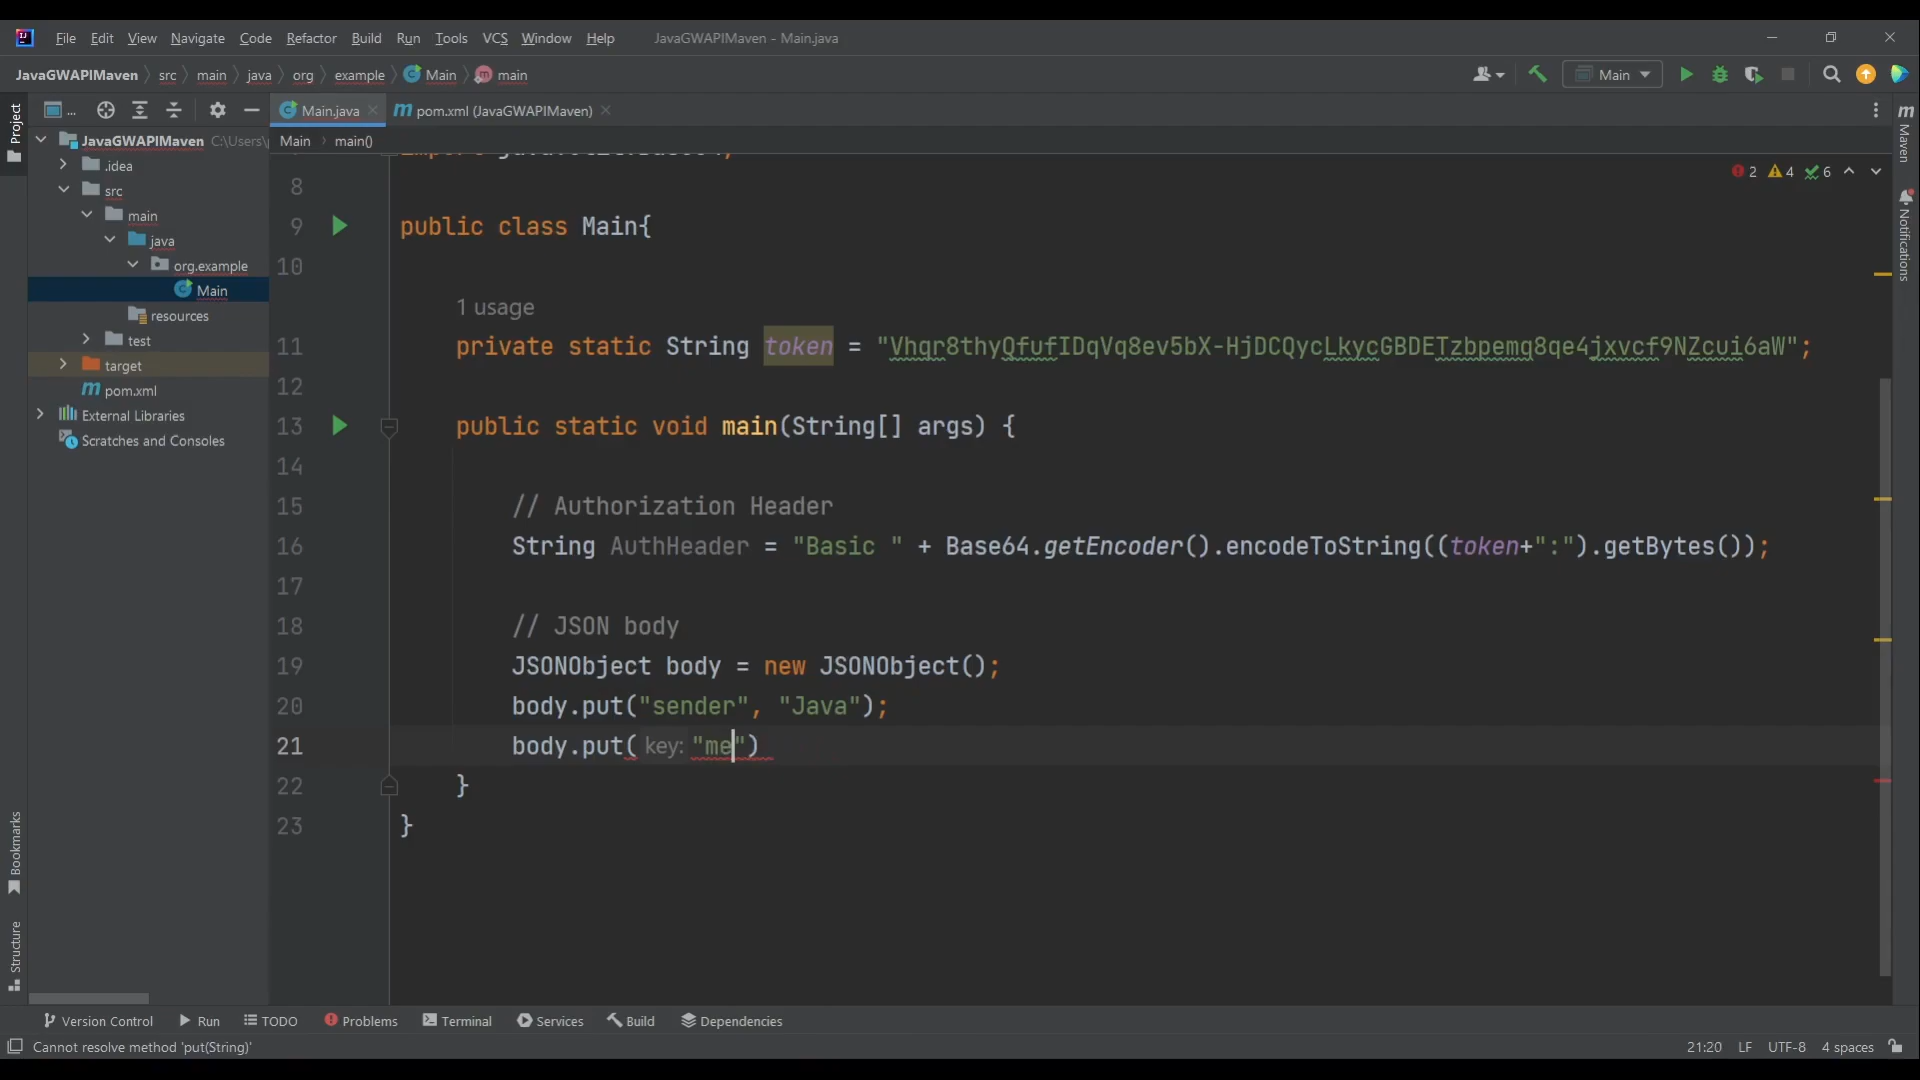 File Edit View Navigate Code Refactor Build Run Tools VCS Window Help JavaGWAPIMaven - Main.java
JavaGWAPIMaven src main java org example Main main
Main
Project
... Main.java pom.xml (JavaGWAPIMaven)
Main main()
JavaGWAPIMaven C:\Users\
.idea
src
main
java
org.example
Main
resources
test
target
pom.xml
External Libraries
Scratches and Consoles
2 4 6
8
9 public class Main{
10
1 usage
11 private static String token = "Vhqr8thyQfufIDqVq8ev5bX-HjDCQycLkycGBDETzbpemq8qe4jxvcf9NZcui6aW";
12
13 public static void main(String[] args) {
14
15 // Authorization Header
16 String AuthHeader = "Basic " + Base64.getEncoder().encodeToString((token+":").getBytes());
17
18 // JSON body
19 JSONObject body = new JSONObject();
20 body.put("sender", "Java");
21 body.put( key: "me")
22 }
23 }
Maven
Notifications
Bookmarks
Structure
Version Control Run TODO Problems Terminal Services Build Dependencies
Cannot resolve method 'put(String)' 21:20 LF UTF-8 4 spaces